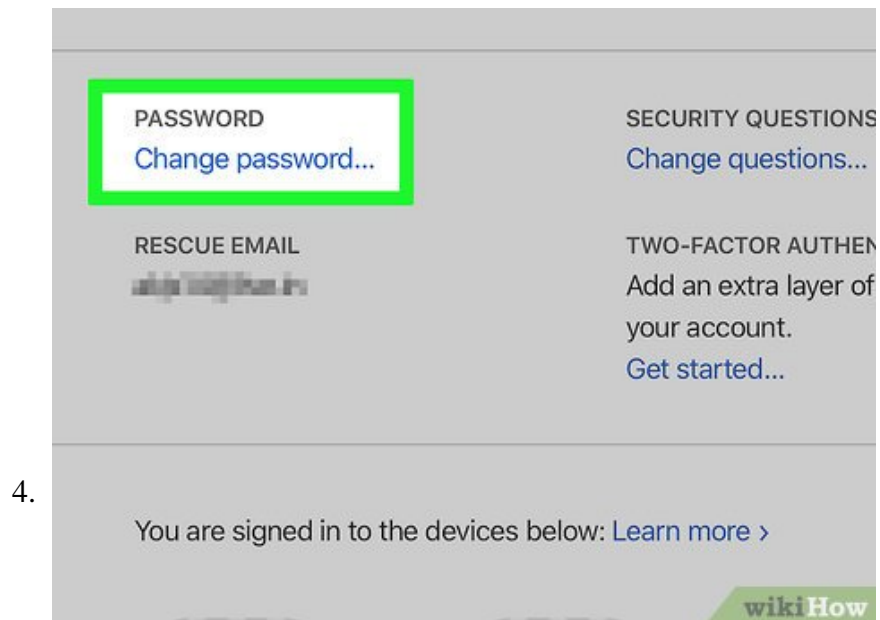 PASSWORD
Change password...
SECURITY QUESTIONS
Change questions...
RESCUE EMAIL
TWO-FACTOR AUTHEN
Add an extra layer of
your account.
Get started...
4.
You are signed in to the devices below: Learn more >
wikiHow